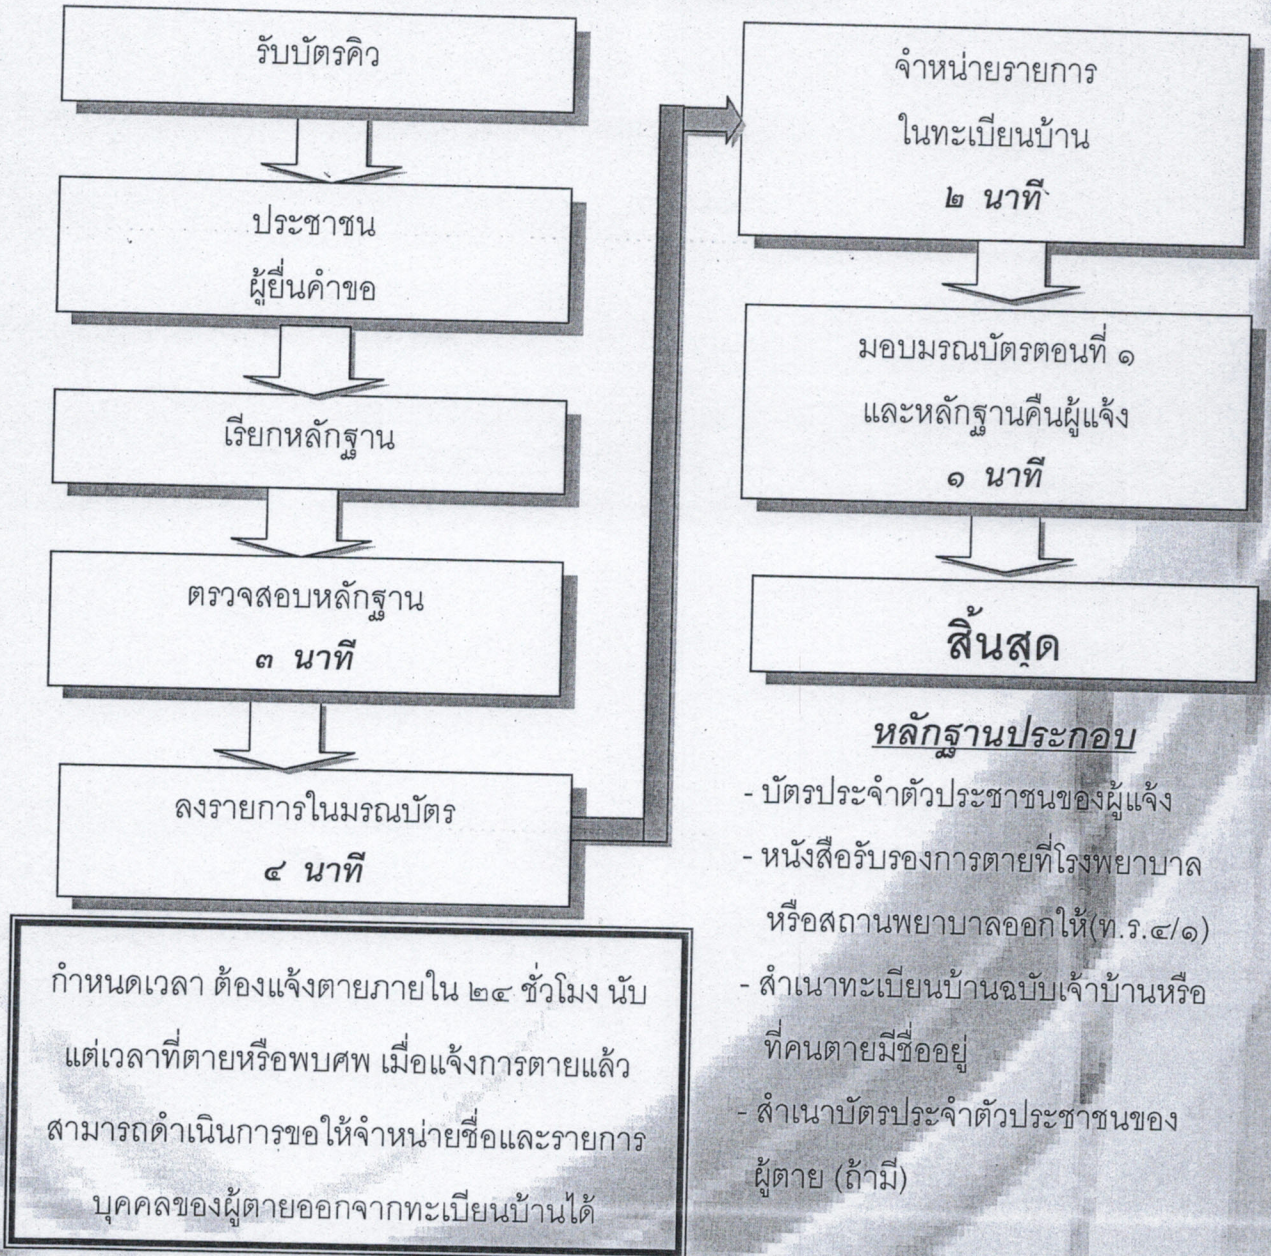 รับบัตรคิว
ประชาชน
ผู้ยื่นคำขอ
เรียกหลักฐาน
ตรวจสอบหลักฐาน
๓ นาที
ลงรายการในมรณบัตร
๔ นาที
จำหน่ายรายการ
ในทะเบียนบ้าน
๒ นาที
มอบมรณบัตรตอนที่ ๑
และหลักฐานคืนผู้แจ้ง
๑ นาที
สิ้นสุด
หลักฐานประกอบ
- บัตรประจำตัวประชาชนของผู้แจ้ง
- หนังสือรับรองการตายที่โรงพยาบาล
หรือสถานพยาบาลออกให้(ท.ร.๔/๑)
- สำเนาทะเบียนบ้านฉบับเจ้าบ้านหรือ
ที่คนตายมีชื่ออยู่
- สำเนาบัตรประจำตัวประชาชนของ
ผู้ตาย (ถ้ามี)
กำหนดเวลา ต้องแจ้งตายภายใน ๒๔ ชั่วโมง นับ
แต่เวลาที่ตายหรือพบศพ เมื่อแจ้งการตายแล้ว
สามารถดำเนินการขอให้จำหน่ายชื่อและรายการ
บุคคลของผู้ตายออกจากทะเบียนบ้านได้